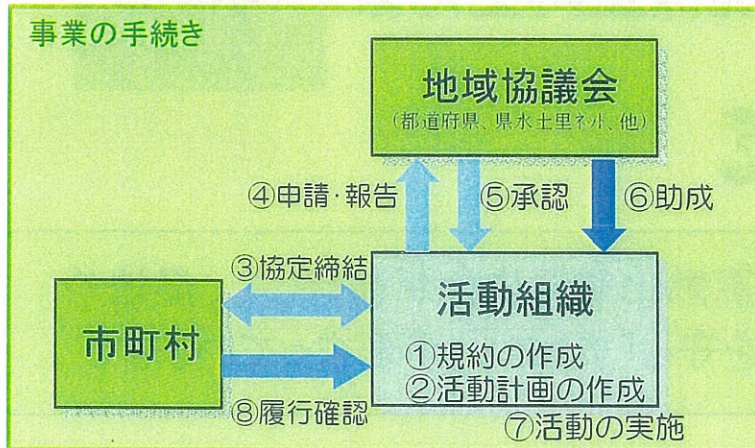 事業の手続き
地域協議会
(都道府県、県水土里ネット、他)
④申請・報告
⑤承認
⑥助成
③協定締結
市町村
活動組織
①規約の作成
②活動計画の作成
⑧履行確認
⑦活動の実施